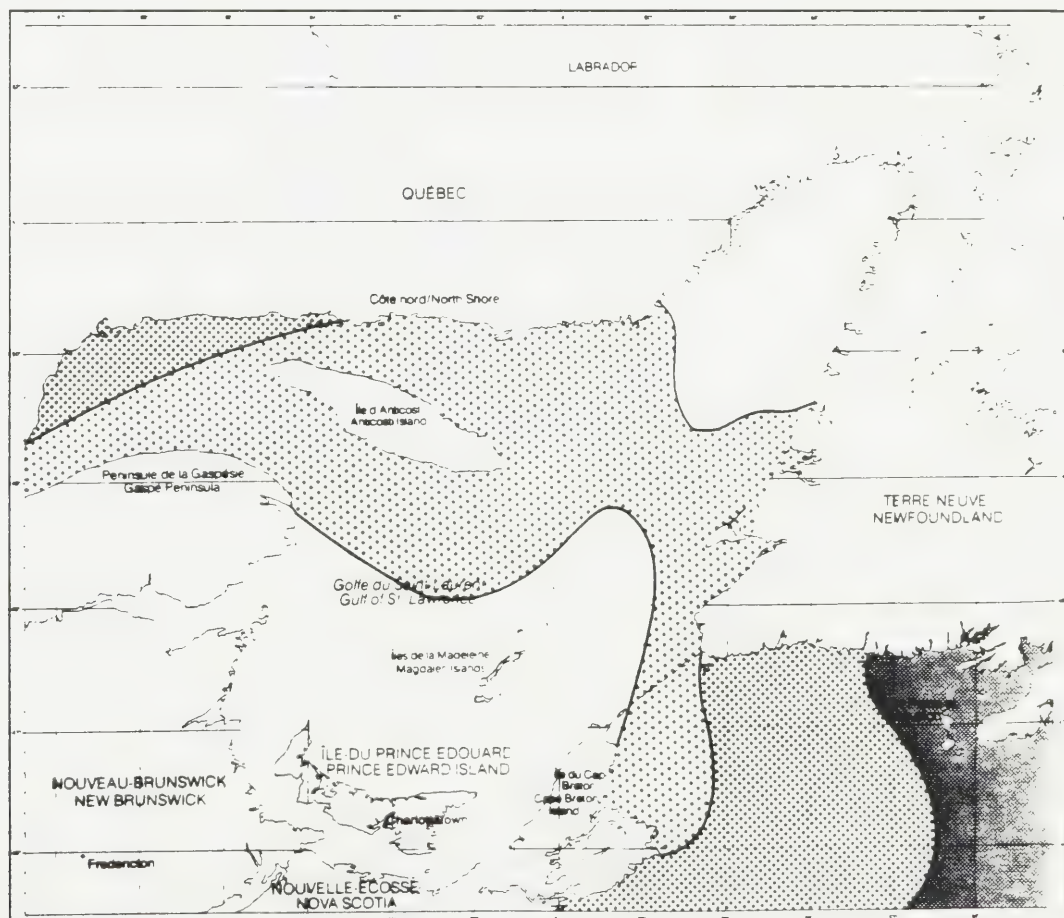 LABRADOR
QUÉBEC
Côte nord/North Shore
Île d'Anticosti
Anticosti Island
Peninsule de la Gaspésie
Gaspé Peninsula
TERRE NEUVE
NEWFOUNDLAND
Golfe du Saint-Laurent
Gulf of St. Lawrence
Îles de la Madeleine
Magdalen Islands
ÎLE-DU PRINCE EDOUARD
PRINCE EDWARD ISLAND
Île du Cap
Breton
Cape Breton
Island
NOUVEAU-BRUNSWICK
NEW BRUNSWICK
Charlottetown
Fredericton
NOUVELLE-ÉCOSSE
NOVA SCOTIA